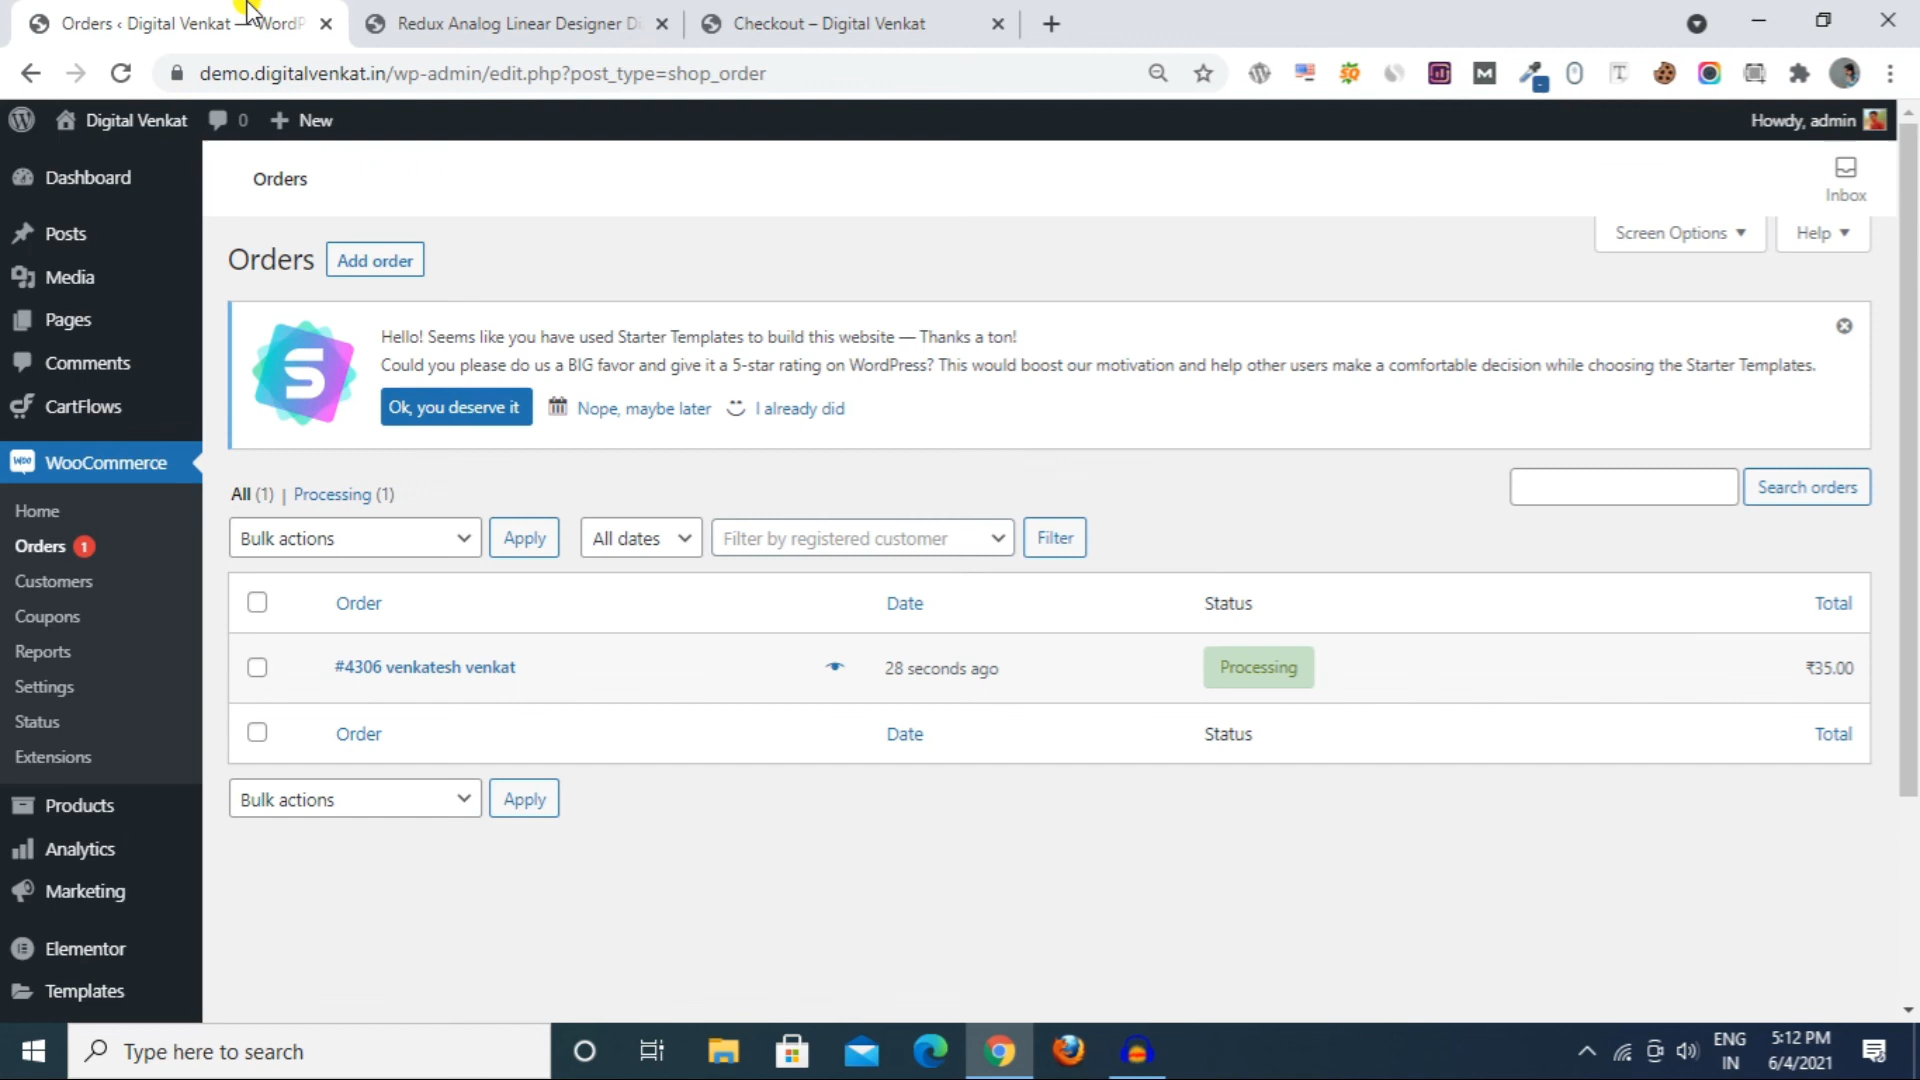 Orders ‹ Digital Venkat — WordP
Redux Analog Linear Designer Di
Checkout – Digital Venkat
demo.digitalvenkat.in/wp-admin/edit.php?post_type=shop_order
Digital Venkat 0 New
Howdy, admin
Dashboard
Posts
Media
Pages
Comments
CartFlows
WooCommerce
Home
Orders 1
Customers
Coupons
Reports
Settings
Status
Extensions
Products
Analytics
Marketing
Elementor
Templates
Orders
Inbox
Screen Options ▼ Help ▼
Orders Add order
Hello! Seems like you have used Starter Templates to build this website — Thanks a ton!
Could you please do us a BIG favor and give it a 5-star rating on WordPress? This would boost our motivation and help other users make a comfortable decision while choosing the Starter Templates.
Ok, you deserve it Nope, maybe later I already did
All (1) | Processing (1)
Search orders
Bulk actions Apply All dates Filter by registered customer Filter
Order Date Status Total
#4306 venkatesh venkat 28 seconds ago Processing ₹35.00
Order Date Status Total
Bulk actions Apply
Type here to search
ENG
IN
5:12 PM
6/4/2021